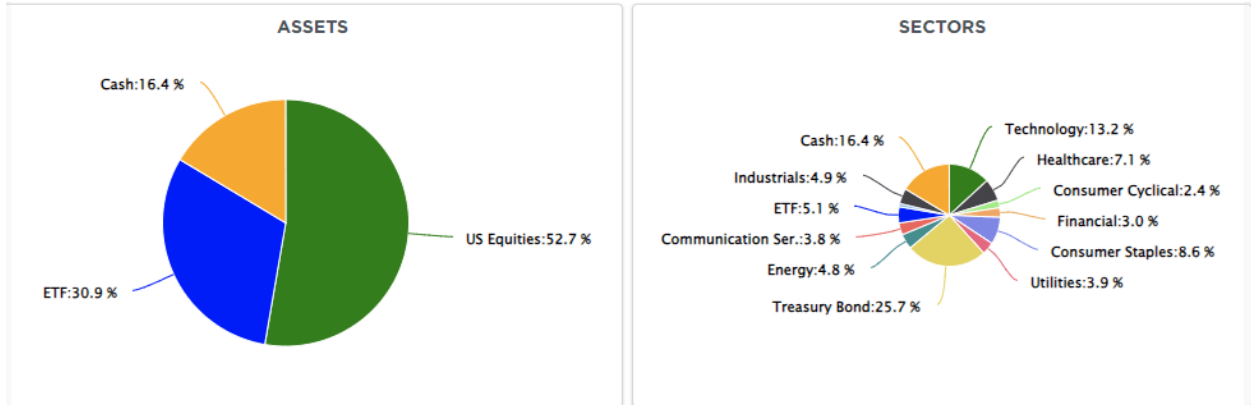 ASSETS
Cash:16.4 %
US Equities:52.7 %
ETF:30.9 %
SECTORS
Technology:13.2 %
Cash:16.4 %
Healthcare:7.1 %
Industrials:4.9 %
Consumer Cyclical:2.4 %
ETF:5.1 %
Financial:3.0 %
Communication Ser.:3.8 %
Consumer Staples:8.6 %
Energy:4.8 %
Utilities:3.9 %
Treasury Bond:25.7 %